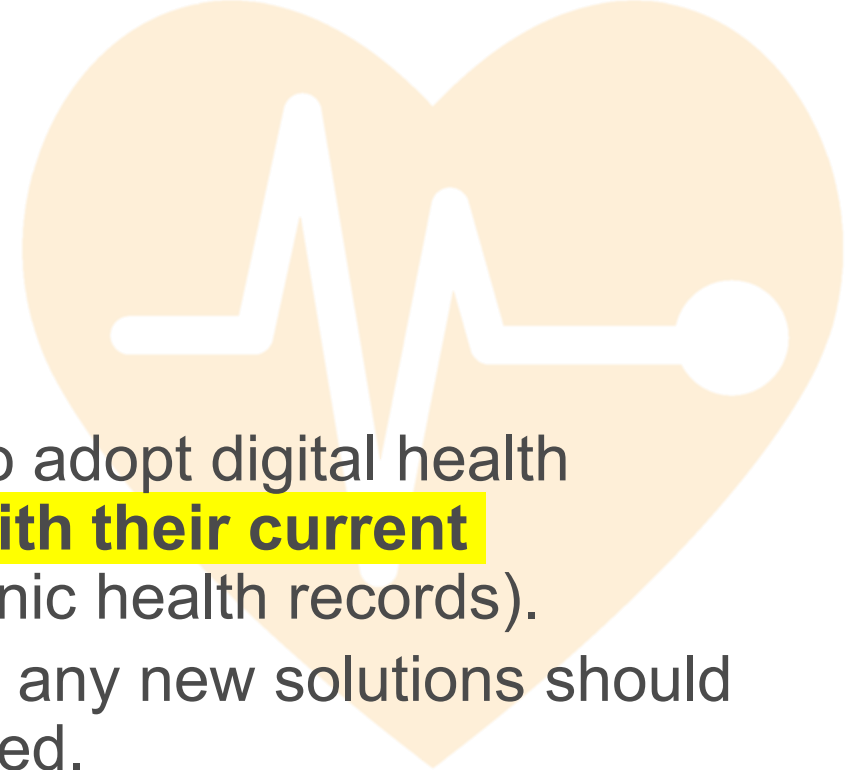 o adopt digital health
ith their current
nic health records).
any new solutions should
ed.